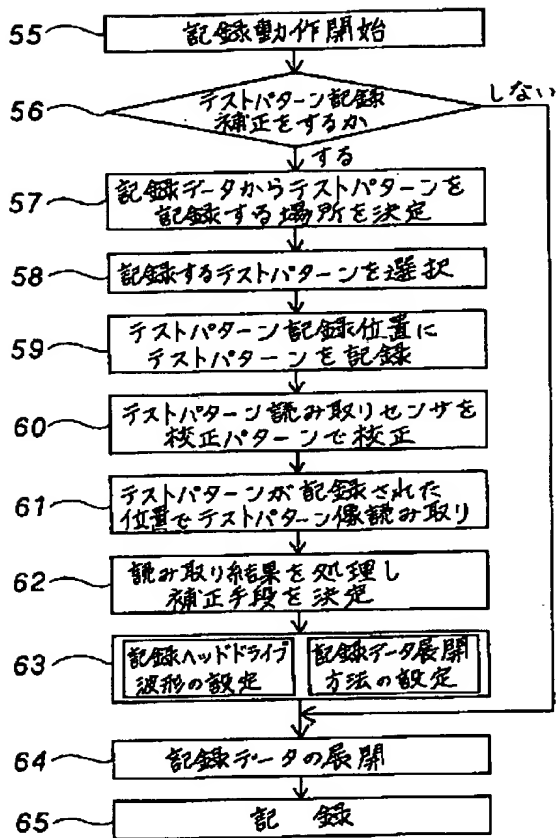 55
記録動作開始
56
テストパターン記録
補正をするか
しない
する
57
記録データからテストパターンを
記録する場所を決定
58
記録するテストパターンを選択
59
テストパターン記録位置に
テストパターンを記録
60
テストパターン読み取りセンサを
校正パターンで校正
61
テストパターンが記録された
位置でテストパターン像読み取り
62
読み取り結果を処理し
補正手段を決定
63
記録ヘッドドライブ
波形の設定
記録データ展開
方法の設定
64
記録データの展開
65
記 録